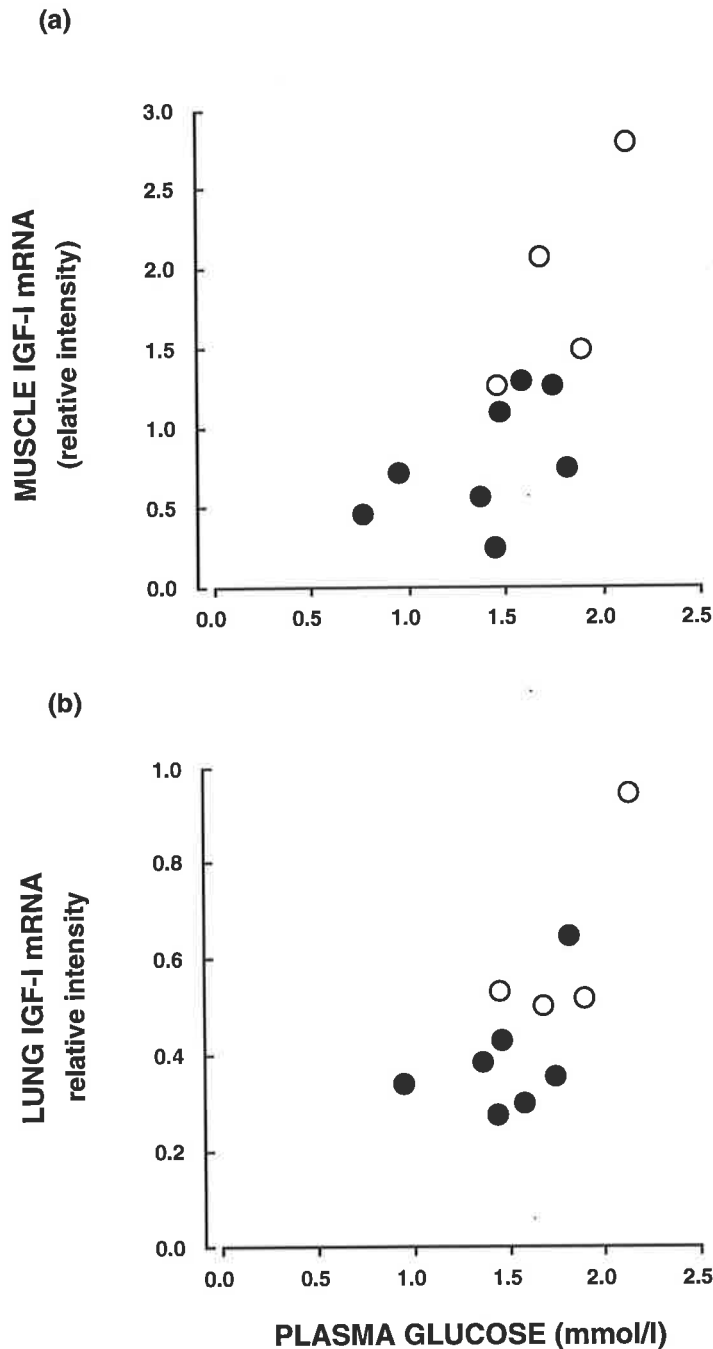 (a)
MUSCLE IGF-I mRNA
(relative intensity)
3.0
2.5
2.0
1.5
1.0
0.5
0.0
0.0 0.5 1.0 1.5 2.0 2.5
(b)
LUNG IGF-I mRNA
relative intensity
1.0
0.8
0.6
0.4
0.2
0.0
0.0 0.5 1.0 1.5 2.0 2.5
PLASMA GLUCOSE (mmol/l)